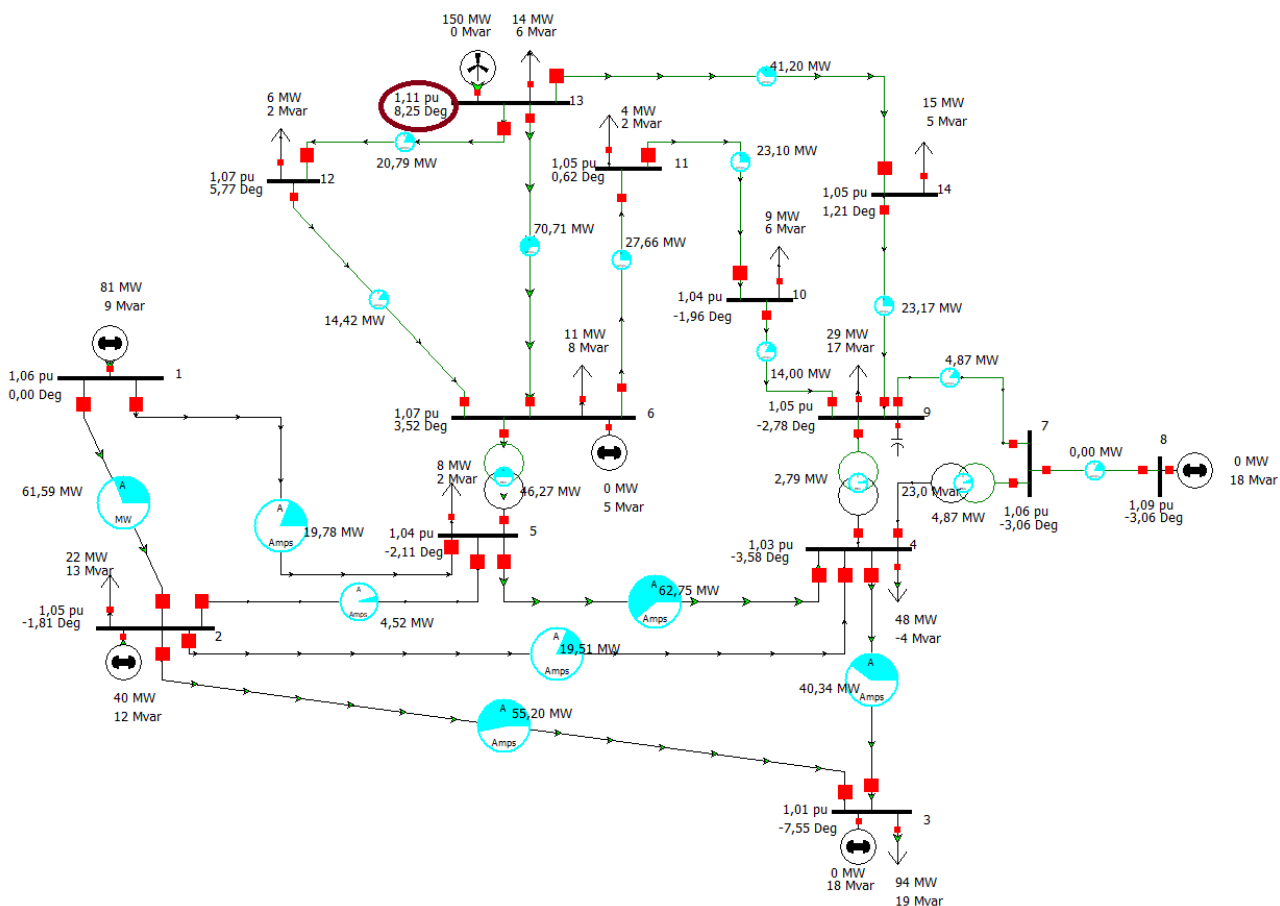 150 MW
0 Mvar
14 MW
6 Mvar
41,20 MW
1,11 pu
8,25 Deg
13
6 MW
2 Mvar
20,79 MW
4 MW
2 Mvar
15 MW
5 Mvar
23,10 MW
11
1,05 pu
0,62 Deg
12
1,07 pu
5,77 Deg
14
1,05 pu
1,21 Deg
9 MW
6 Mvar
70,71 MW
27,66 MW
81 MW
9 Mvar
14,42 MW
10
1,04 pu
-1,96 Deg
23,17 MW
11 MW
8 Mvar
29 MW
17 Mvar
14,00 MW
4,87 MW
1,06 pu
0,00 Deg
1
6
1,07 pu
3,52 Deg
9
1,05 pu
-2,78 Deg
7
8
0,00 MW
0 MW
18 Mvar
8 MW
2 Mvar
46,27 MW
0 MW
5 Mvar
2,79 MW
23,0 Mvar
4,87 MW
1,06 pu
-3,06 Deg
1,09 pu
-3,06 Deg
61,59 MW
A
MW
A
Amps
19,78 MW
5
1,04 pu
-2,11 Deg
4
1,03 pu
-3,58 Deg
22 MW
13 Mvar
A
Amps
4,52 MW
A
Amps
62,75 MW
48 MW
-4 Mvar
1,05 pu
-1,81 Deg
2
A
Amps
19,51 MW
40 MW
12 Mvar
A
Amps
40,34 MW
A
Amps
55,20 MW
1,01 pu
-7,55 Deg
3
0 MW
18 Mvar
94 MW
19 Mvar